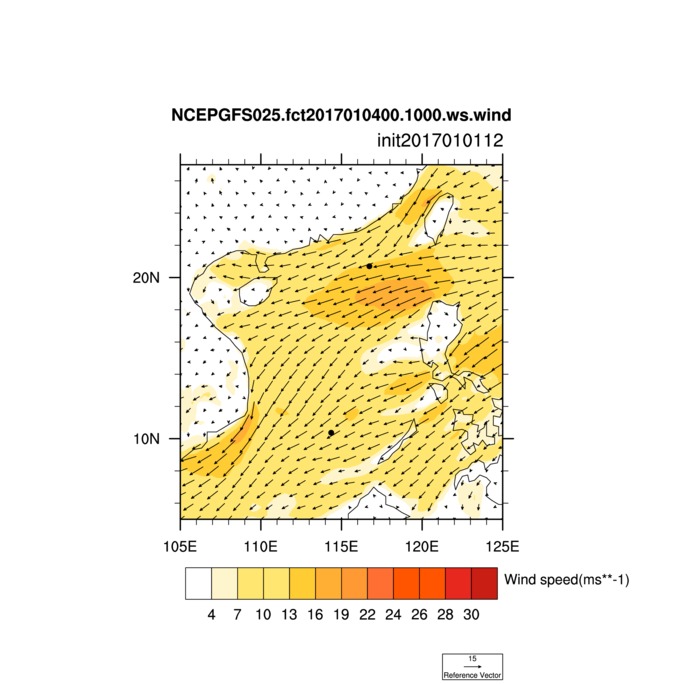 NCEPGFS025.fct2017010400.1000.ws.wind
init2017010112
20N
10N
105E 110E 115E 120E 125E
Wind speed(ms**-1)
4 7 10 13 16 19 22 24 26 28 30
15
Reference Vector